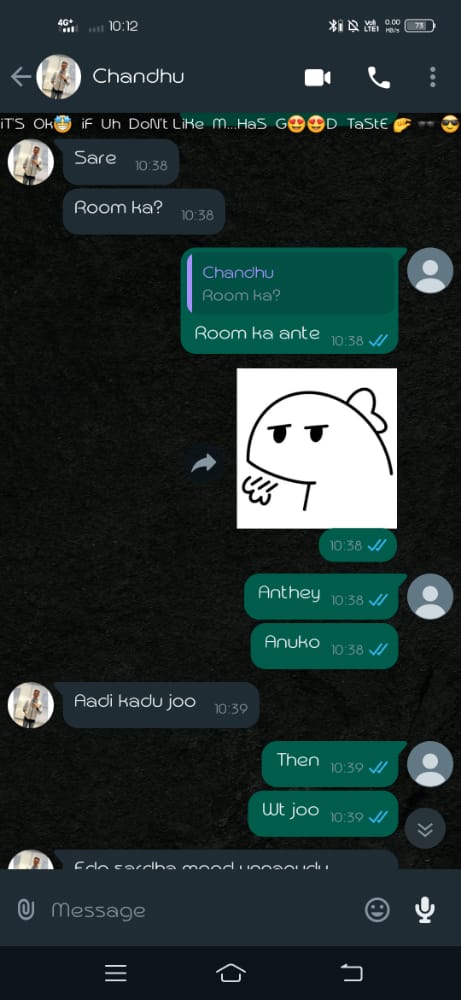 4G+ 10:12 Vol LTE1 0.00 KB/s 73
Chandhu
iT'S Ok🤩 iF Uh DoN't LiKe M...HaS G😍😍D TaStE 🤌 🕶 😎
Sare 10:38
Room ka? 10:38
Chandhu
Room ka?
Room ka ante 10:38
10:38
Anthey 10:38
Anuko 10:38
Aadi kadu joo 10:39
Then 10:39
Wt joo 10:39
Message